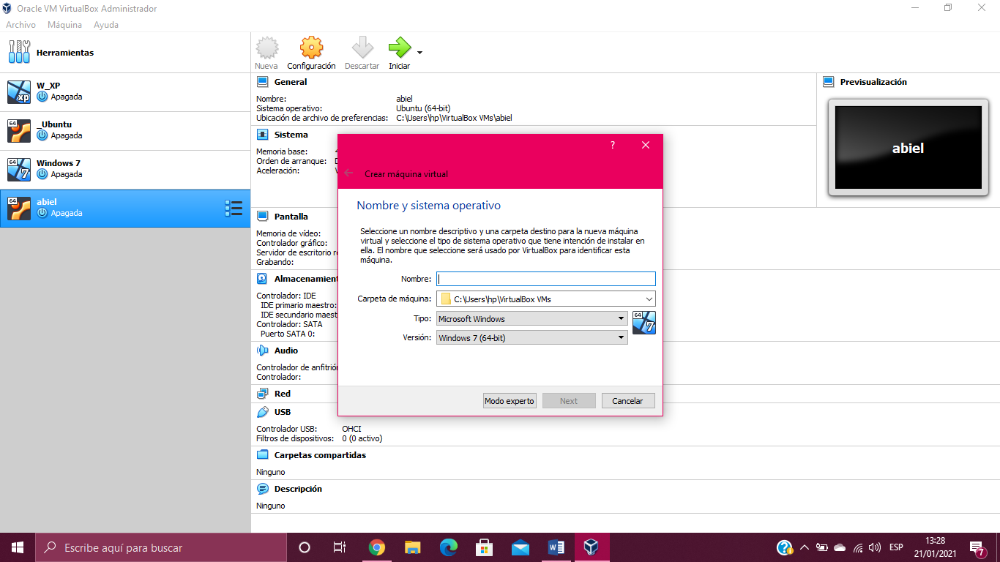 Oracle VM VirtualBox Administrador
Archivo Máquina Ayuda
Herramientas
W_XP
Apagada
_Ubuntu
Apagada
Windows 7
Apagada
abiel
Apagada
Nueva Configuración Descartar Iniciar
General
Nombre: abiel
Sistema operativo: Ubuntu (64-bit)
Ubicación de archivo de preferencias: C:\Users\hp\VirtualBox VMs\abiel
Previsualización
abiel
Sistema
Memoria base:
Orden de arranque:
Aceleración:
Pantalla
Memoria de vídeo:
Controlador gráfico:
Servidor de escritorio
Grabando:
Almacenamien
Controlador: IDE
IDE primario maestro:
IDE secundario maest
Controlador: SATA
Puerto SATA 0:
Audio
Controlador de anfitrió
Controlador:
Red
USB
Controlador USB: OHCI
Filtros de dispositivos: 0 (0 activo)
Carpetas compartidas
Ninguno
Descripción
Ninguno
?
Crear máquina virtual
Nombre y sistema operativo
Seleccione un nombre descriptivo y una carpeta destino para la nueva máquina
virtual y seleccione el tipo de sistema operativo que tiene intención de instalar en
ella. El nombre que seleccione será usado por VirtualBox para identificar esta
máquina.
Nombre:
Carpeta de máquina: C:\Users\hp\VirtualBox VMs
Tipo: Microsoft Windows
Versión: Windows 7 (64-bit)
64
7
Modo experto Next Cancelar
Escribe aquí para buscar
ESP
13:28
21/01/2021
7